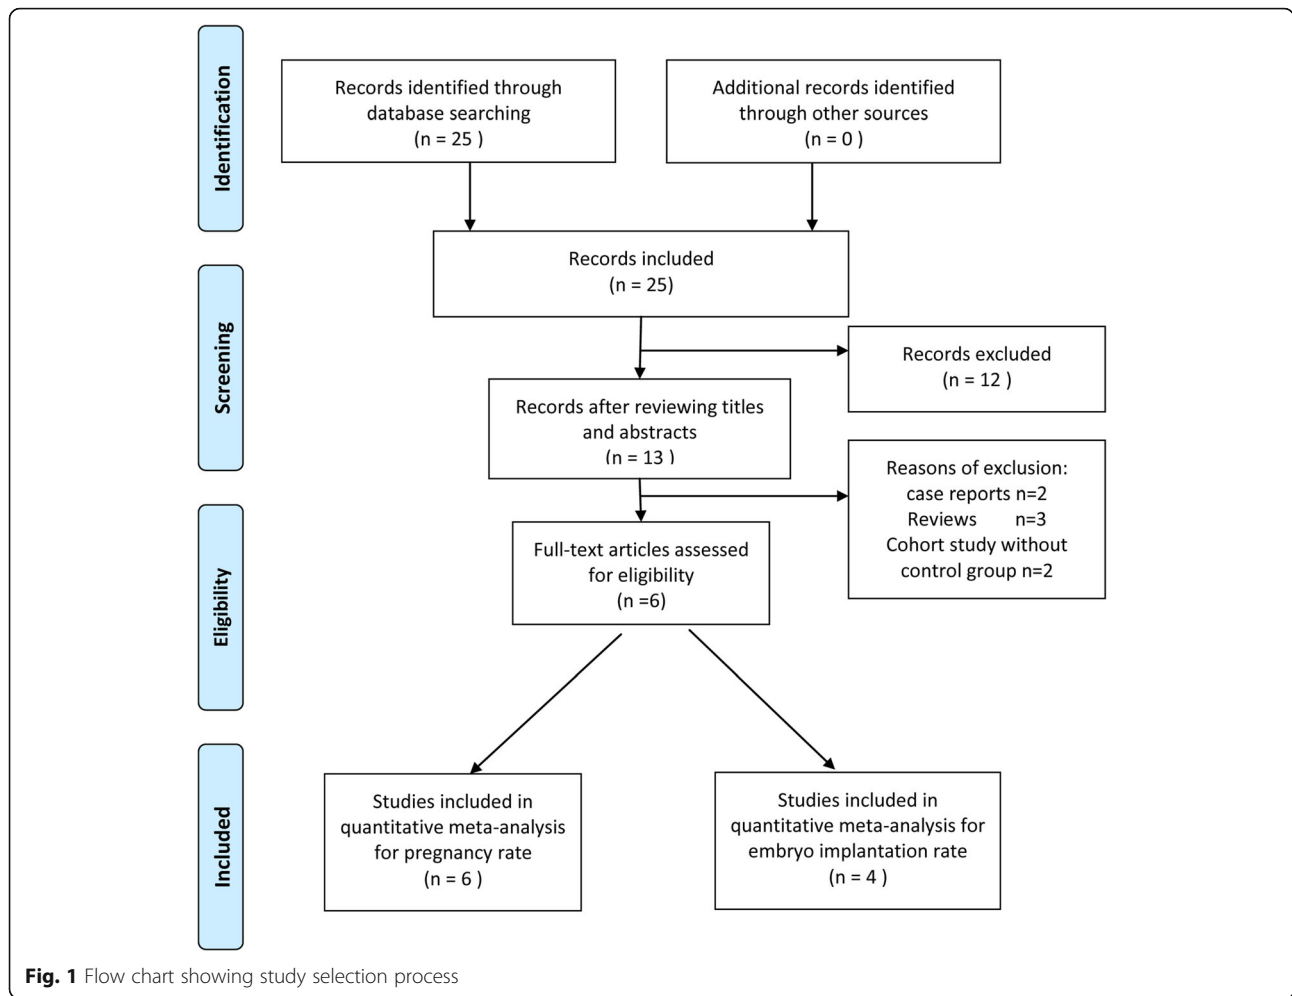 Identification
Records identified through
database searching
(n = 25 )
Additional records identified
through other sources
(n = 0 )
Records included
(n = 25)
Screening
Records excluded
(n = 12 )
Records after reviewing titles
and abstracts
(n = 13 )
Reasons of exclusion:
case reports n=2
Reviews n=3
Cohort study without
control group n=2
Eligibility
Full-text articles assessed
for eligibility
(n =6)
Included
Studies included in
quantitative meta-analysis
for pregnancy rate
(n = 6 )
Studies included in
quantitative meta-analysis for
embryo implantation rate
(n = 4 )
Fig. 1 Flow chart showing study selection process